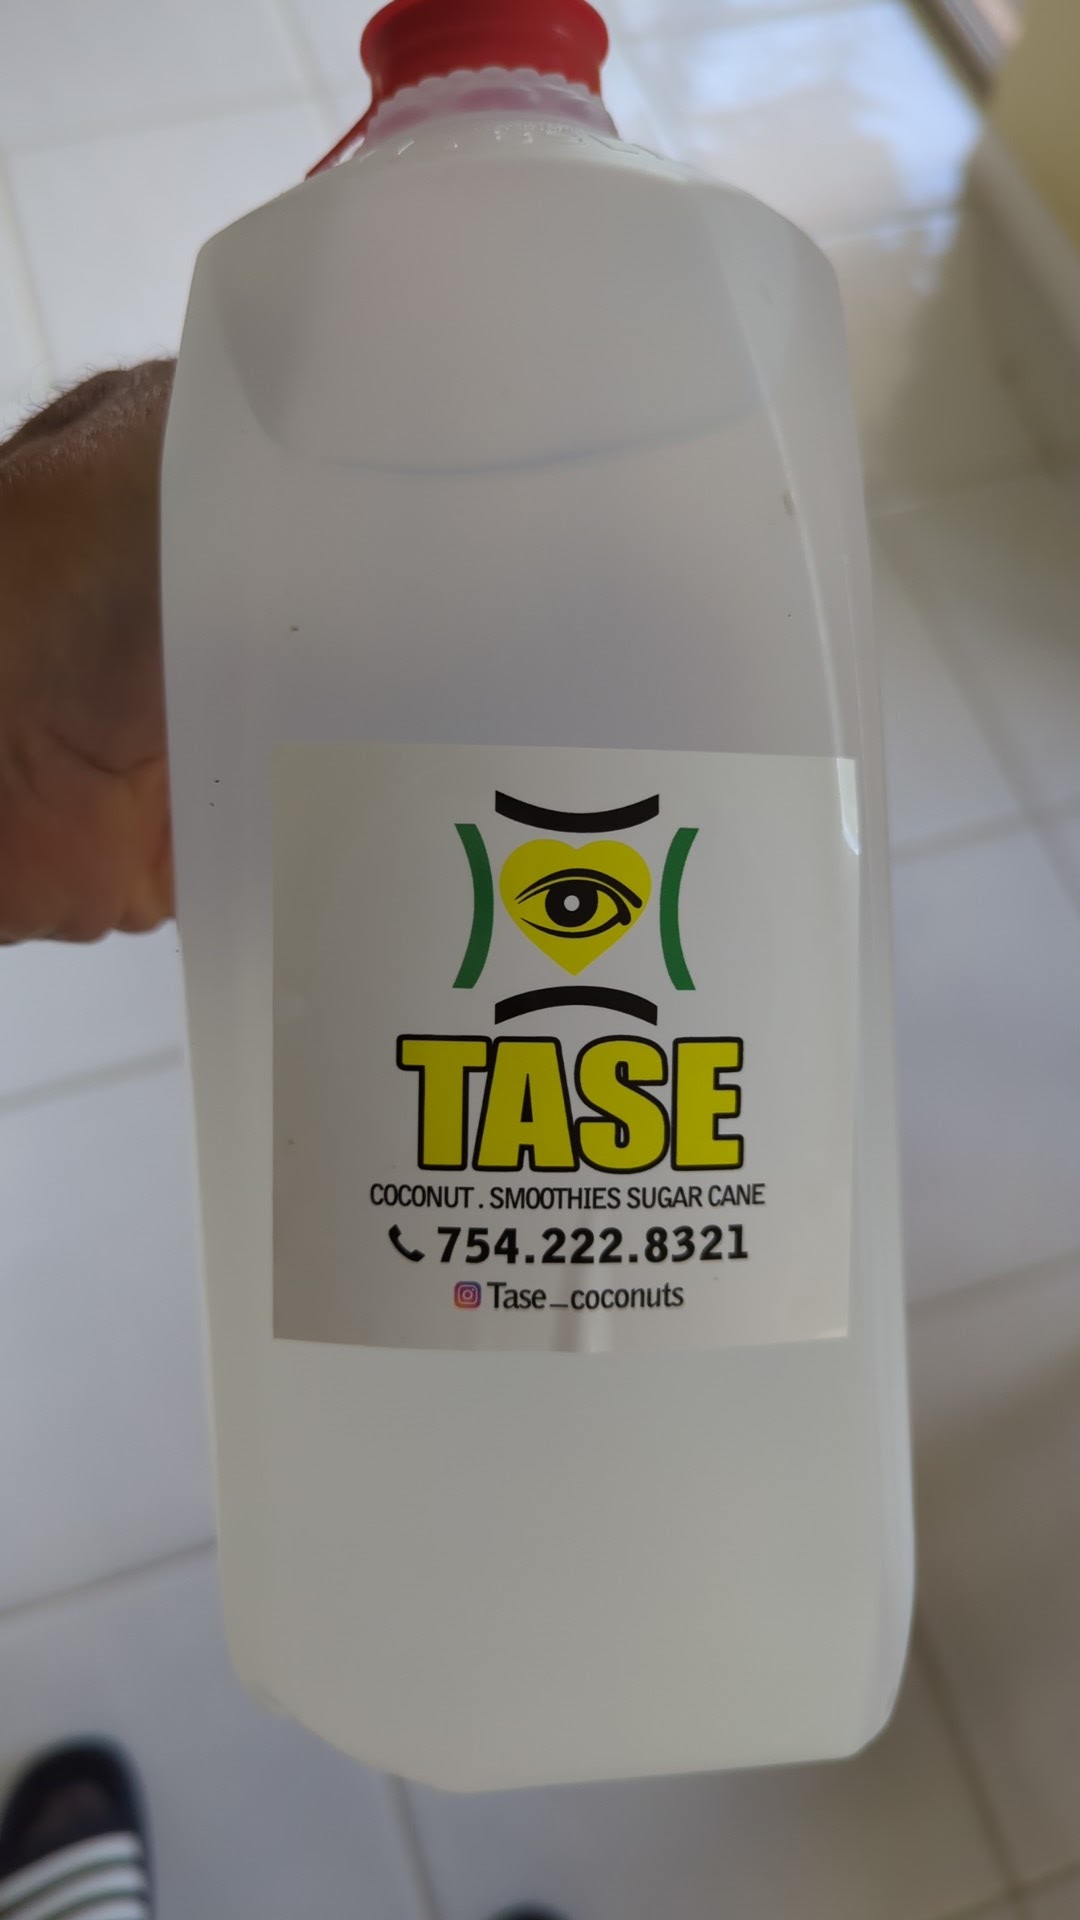 TASE
COCONUT . SMOOTHIES SUGAR CANE
754.222.8321
Tase_coconuts